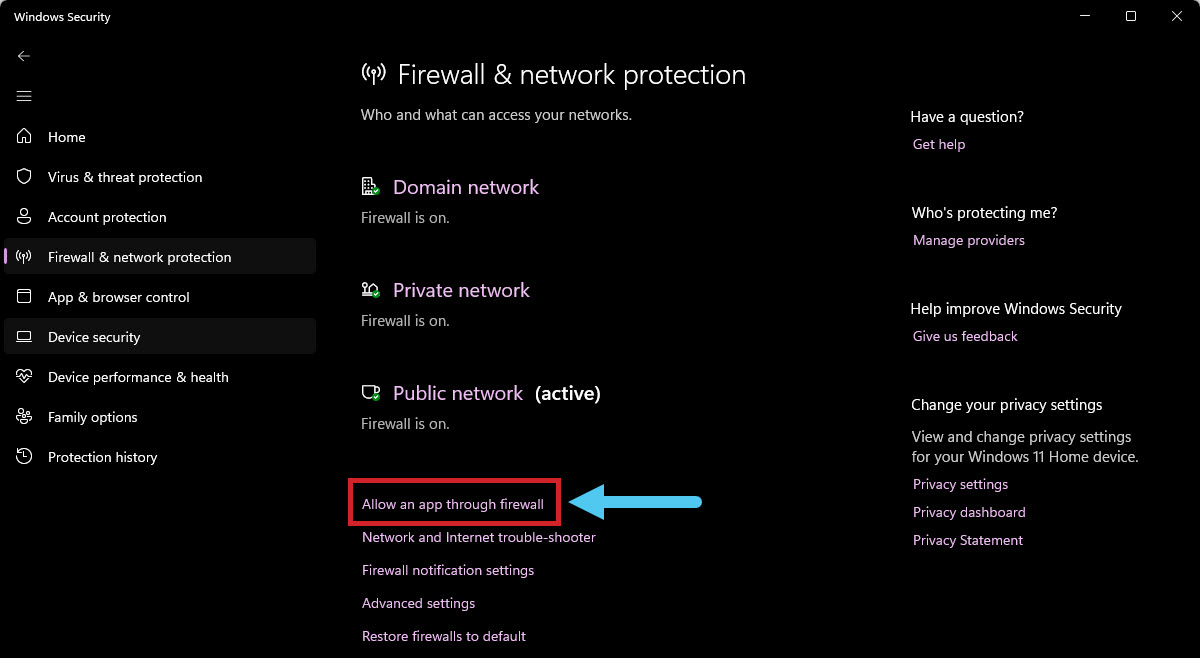 Windows Security
Home
Virus & threat protection
Account protection
Firewall & network protection
App & browser control
Device security
Device performance & health
Family options
Protection history
Firewall & network protection
Who and what can access your networks.
Domain network
Firewall is on.
Private network
Firewall is on.
Public network (active)
Firewall is on.
Allow an app through firewall
Network and Internet trouble-shooter
Firewall notification settings
Advanced settings
Restore firewalls to default
Have a question?
Get help
Who's protecting me?
Manage providers
Help improve Windows Security
Give us feedback
Change your privacy settings
View and change privacy settings
for your Windows 11 Home device.
Privacy settings
Privacy dashboard
Privacy Statement